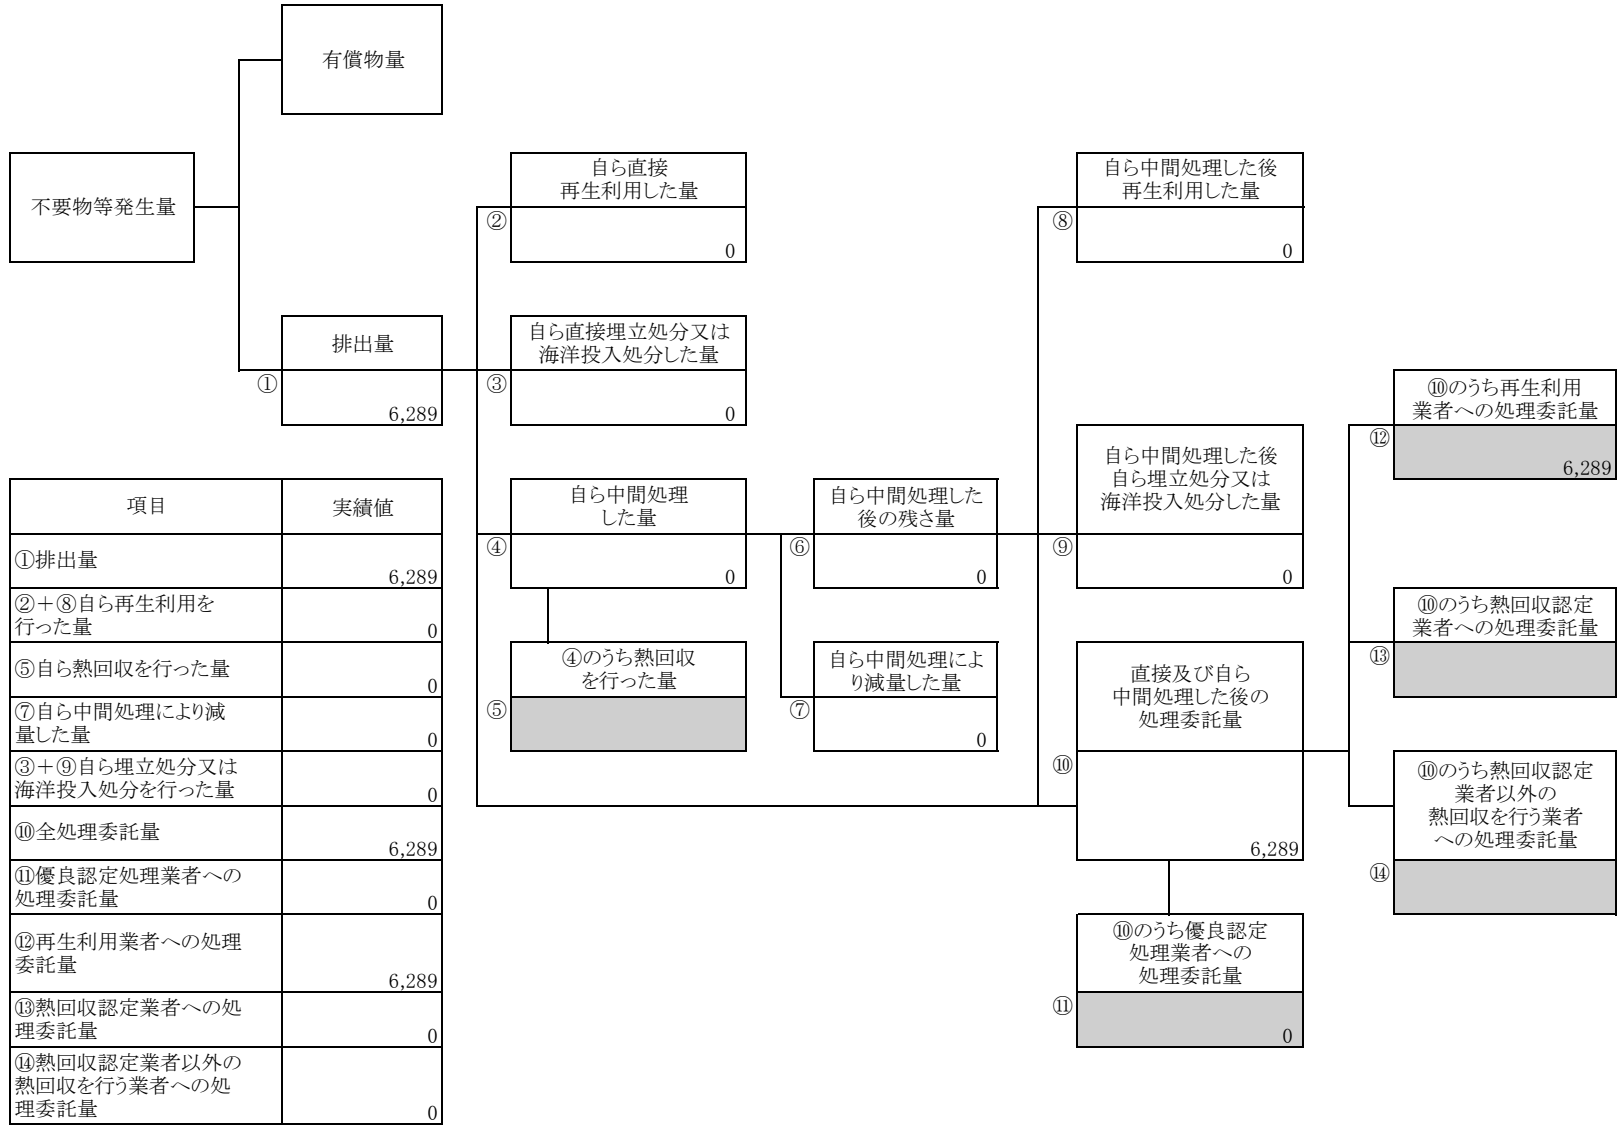 有償物量
不要物等発生量
自ら直接
再生利用した量
②
0
自ら中間処理した後
再生利用した量
⑧
0
排出量
①
6,289
自ら直接埋立処分又は
海洋投入処分した量
③
0
⑩のうち再生利用
業者への処理委託量
⑫
6,289
自ら中間処理
した量
④
0
自ら中間処理した
後の残さ量
⑥
0
自ら中間処理した後
自ら埋立処分又は
海洋投入処分した量
⑨
0
⑩のうち熱回収認定
業者への処理委託量
⑬
④のうち熱回収
を行った量
⑤
自ら中間処理によ
り減量した量
⑦
0
直接及び自ら
中間処理した後の
処理委託量
⑩
6,289
⑩のうち熱回収認定
業者以外の
熱回収を行う業者
への処理委託量
⑭
⑩のうち優良認定
処理業者への
処理委託量
⑪
0
項目
実績値
①排出量
6,289
②+⑧自ら再生利用を
行った量
0
⑤自ら熱回収を行った量
0
⑦自ら中間処理により減
量した量
0
③+⑨自ら埋立処分又は
海洋投入処分を行った量
0
⑩全処理委託量
6,289
⑪優良認定処理業者への
処理委託量
0
⑫再生利用業者への処理
委託量
6,289
⑬熱回収認定業者への処
理委託量
0
⑭熱回収認定業者以外の
熱回収を行う業者への処
理委託量
0